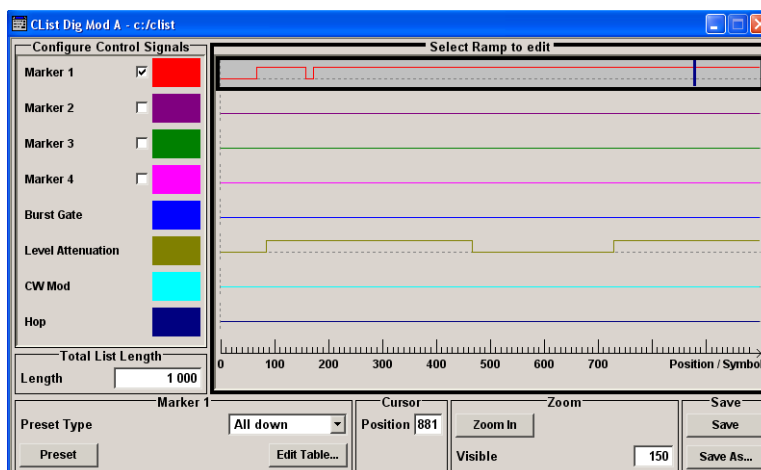 CList Dig Mod A - c:/clist
Configure Control Signals
Select Ramp to edit
Marker 1
Marker 2
Marker 3
Marker 4
Burst Gate
Level Attenuation
CW Mod
Hop
0 100 200 300 400 500 600 700 Position / Symbol
Total List Length
Length 1 000
Marker 1
Preset Type All down
Preset Edit Table...
Cursor
Position 881
Zoom
Zoom In
Visible 150
Save
Save
Save As...